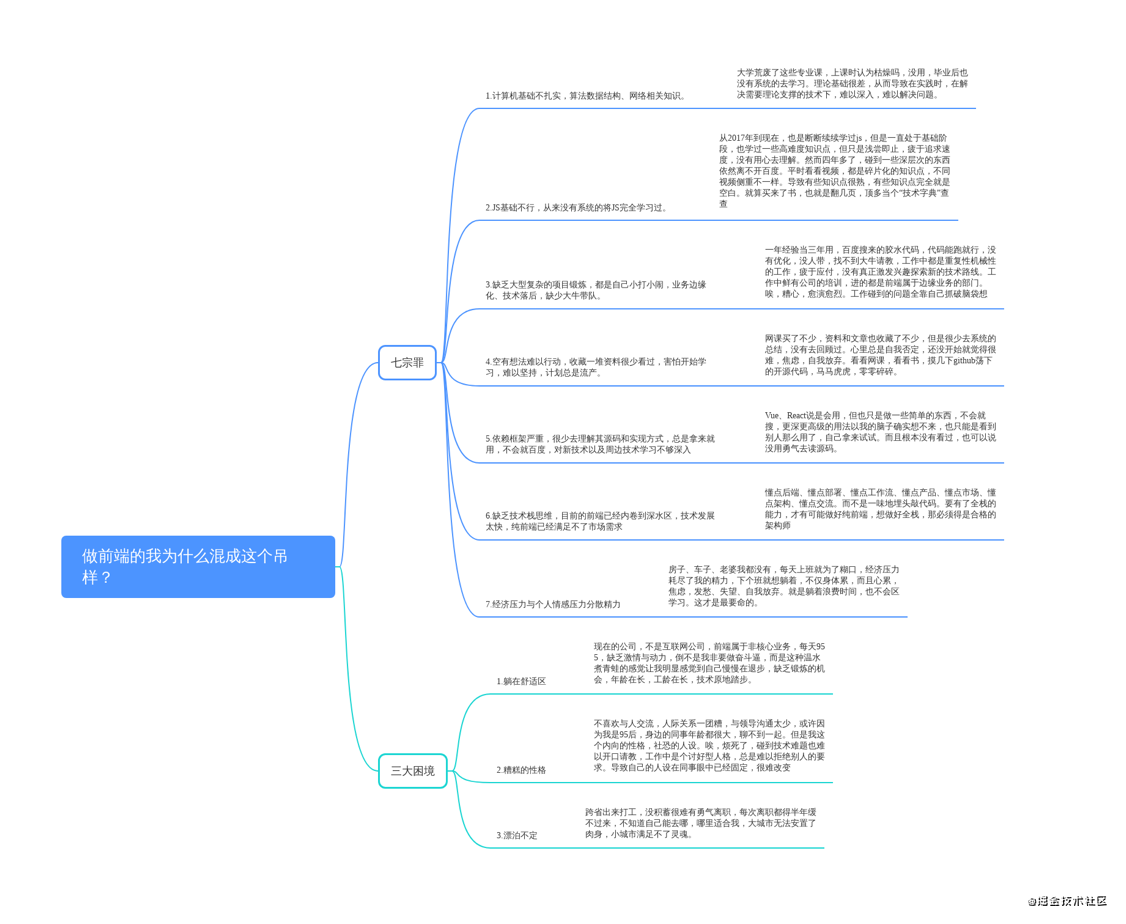 做前端的我为什么混成这个吊
样？
七宗罪
1.计算机基础不扎实，算法数据结构、网络相关知识。
大学荒废了这些专业课，上课时认为枯燥吗，没用，毕业后也
没有系统的去学习。理论基础很差，从而导致在实践时，在解
决需要理论支撑的技术下，难以深入，难以解决问题。
2.JS基础不行，从来没有系统的将JS完全学习过。
从2017年到现在，也是断断续续学过js，但是一直处于基础阶
段，也学过一些高难度知识点，但只是浅尝即止，疲于追求速
度，没有用心去理解。然而四年多了，碰到一些深层次的东西
依然离不开百度。平时看看视频，都是碎片化的知识点，不同
视频侧重不一样。导致有些知识点很熟，有些知识点完全就是
空白。就算买来了书，也就是翻几页，顶多当个“技术字典”查
查
3.缺乏大型复杂的项目锻炼，都是自己小打小闹，业务边缘
化、技术落后，缺少大牛带队。
一年经验当三年用，百度搜来的胶水代码，代码能跑就行，没
有优化，没人带，找不到大牛请教，工作中都是重复性机械性
的工作，疲于应付，没有真正激发兴趣探索新的技术路线。工
作中鲜有公司的培训，进的都是前端属于边缘业务的部门。
唉，糟心，愈演愈烈。工作碰到的问题全靠自己抓破脑袋想
4.空有想法难以行动，收藏一堆资料很少看过，害怕开始学
习，难以坚持，计划总是流产。
网课买了不少，资料和文章也收藏了不少，但是很少去系统的
总结，没有去回顾过。心里总是自我否定，还没开始就觉得很
难，焦虑，自我放弃。看看网课，看看书，摸几下github荡下
的开源代码，马马虎虎，零零碎碎。
5.依赖框架严重，很少去理解其源码和实现方式，总是拿来就
用，不会就百度，对新技术以及周边技术学习不够深入
Vue、React说是会用，但也只是做一些简单的东西，不会就
搜，更深更高级的用法以我的脑子确实想不来，也只能是看到
别人那么用了，自己拿来试试。而且根本没有看过，也可以说
没用勇气去读源码。
6.缺乏技术栈思维，目前的前端已经内卷到深水区，技术发展
太快，纯前端已经满足不了市场需求
懂点后端、懂点部署、懂点工作流、懂点产品、懂点市场、懂
点架构、懂点交流。而不是一味地埋头敲代码。要有了全栈的
能力，才有可能做好纯前端，想做好全栈，那必须得是合格的
架构师
7.经济压力与个人情感压力分散精力
房子、车子、老婆我都没有，每天上班就为了糊口，经济压力
耗尽了我的精力，下个班就想躺着，不仅身体累，而且心累，
焦虑，发愁、失望、自我放弃。就是躺着浪费时间，也不会区
学习。这才是最要命的。
三大困境
1.躺在舒适区
现在的公司，不是互联网公司，前端属于非核心业务，每天95
5，缺乏激情与动力，倒不是我非要做奋斗逼，而是这种温水
煮青蛙的感觉让我明显感觉到自己慢慢在退步，缺乏锻炼的机
会，年龄在长，工龄在长，技术原地踏步。
2.糟糕的性格
不喜欢与人交流，人际关系一团糟，与领导沟通太少，或许因
为我是95后，身边的同事年龄都很大，聊不到一起。但是我这
个内向的性格，社恐的人设。唉，烦死了，碰到技术难题也难
以开口请教，工作中是个讨好型人格，总是难以拒绝别人的要
求。导致自己的人设在同事眼中已经固定，很难改变
3.漂泊不定
跨省出来打工，没积蓄很难有勇气离职，每次离职都得半年缓
不过来，不知道自己能去哪，哪里适合我，大城市无法安置了
肉身，小城市满足不了灵魂。
@掘金技术社区